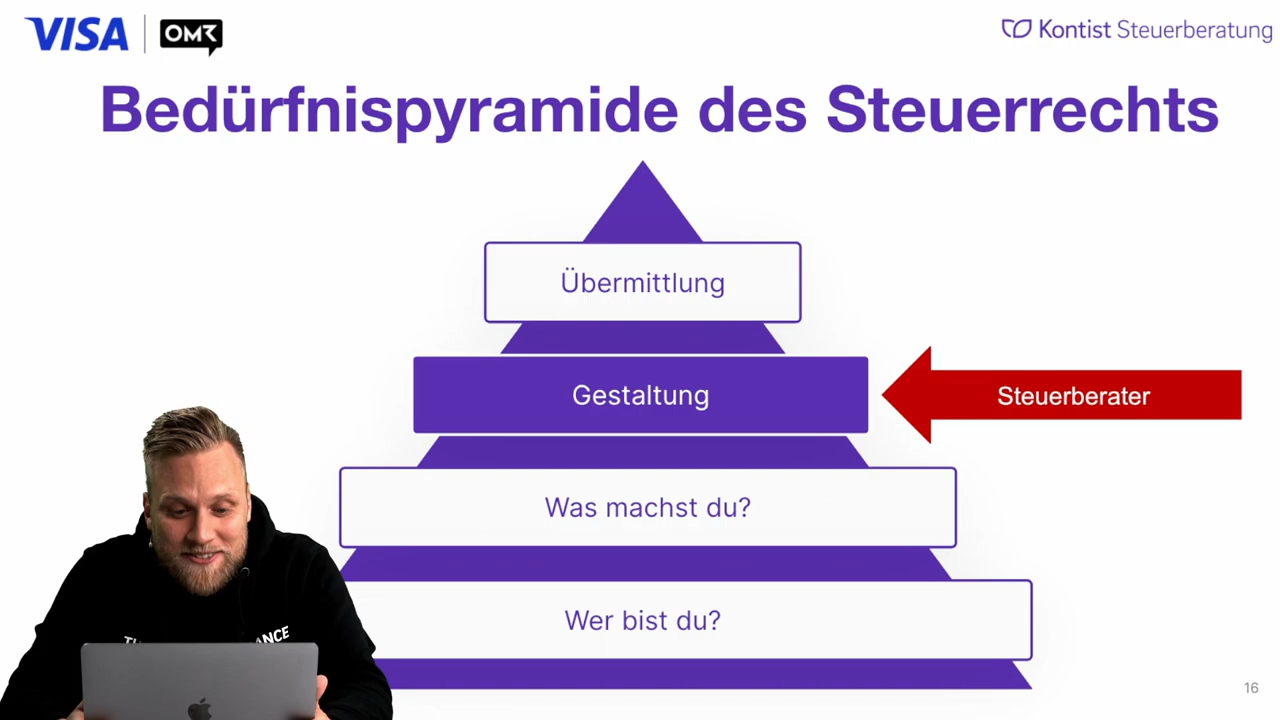 VISA
OMR
Kontist Steuerberatung
Bedürfnispyramide des Steuerrechts
Übermittlung
Gestaltung
Steuerberater
Was machst du?
Wer bist du?
16